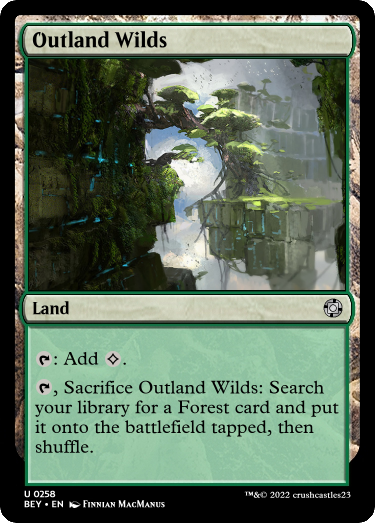 Outland Wilds
Land
: Add .
, Sacrifice Outland Wilds: Search
your library for a Forest card and put
it onto the battlefield tapped, then
shuffle.
U 0258
BEY • EN Finnian MacManus
™&© 2022 crushcastles23